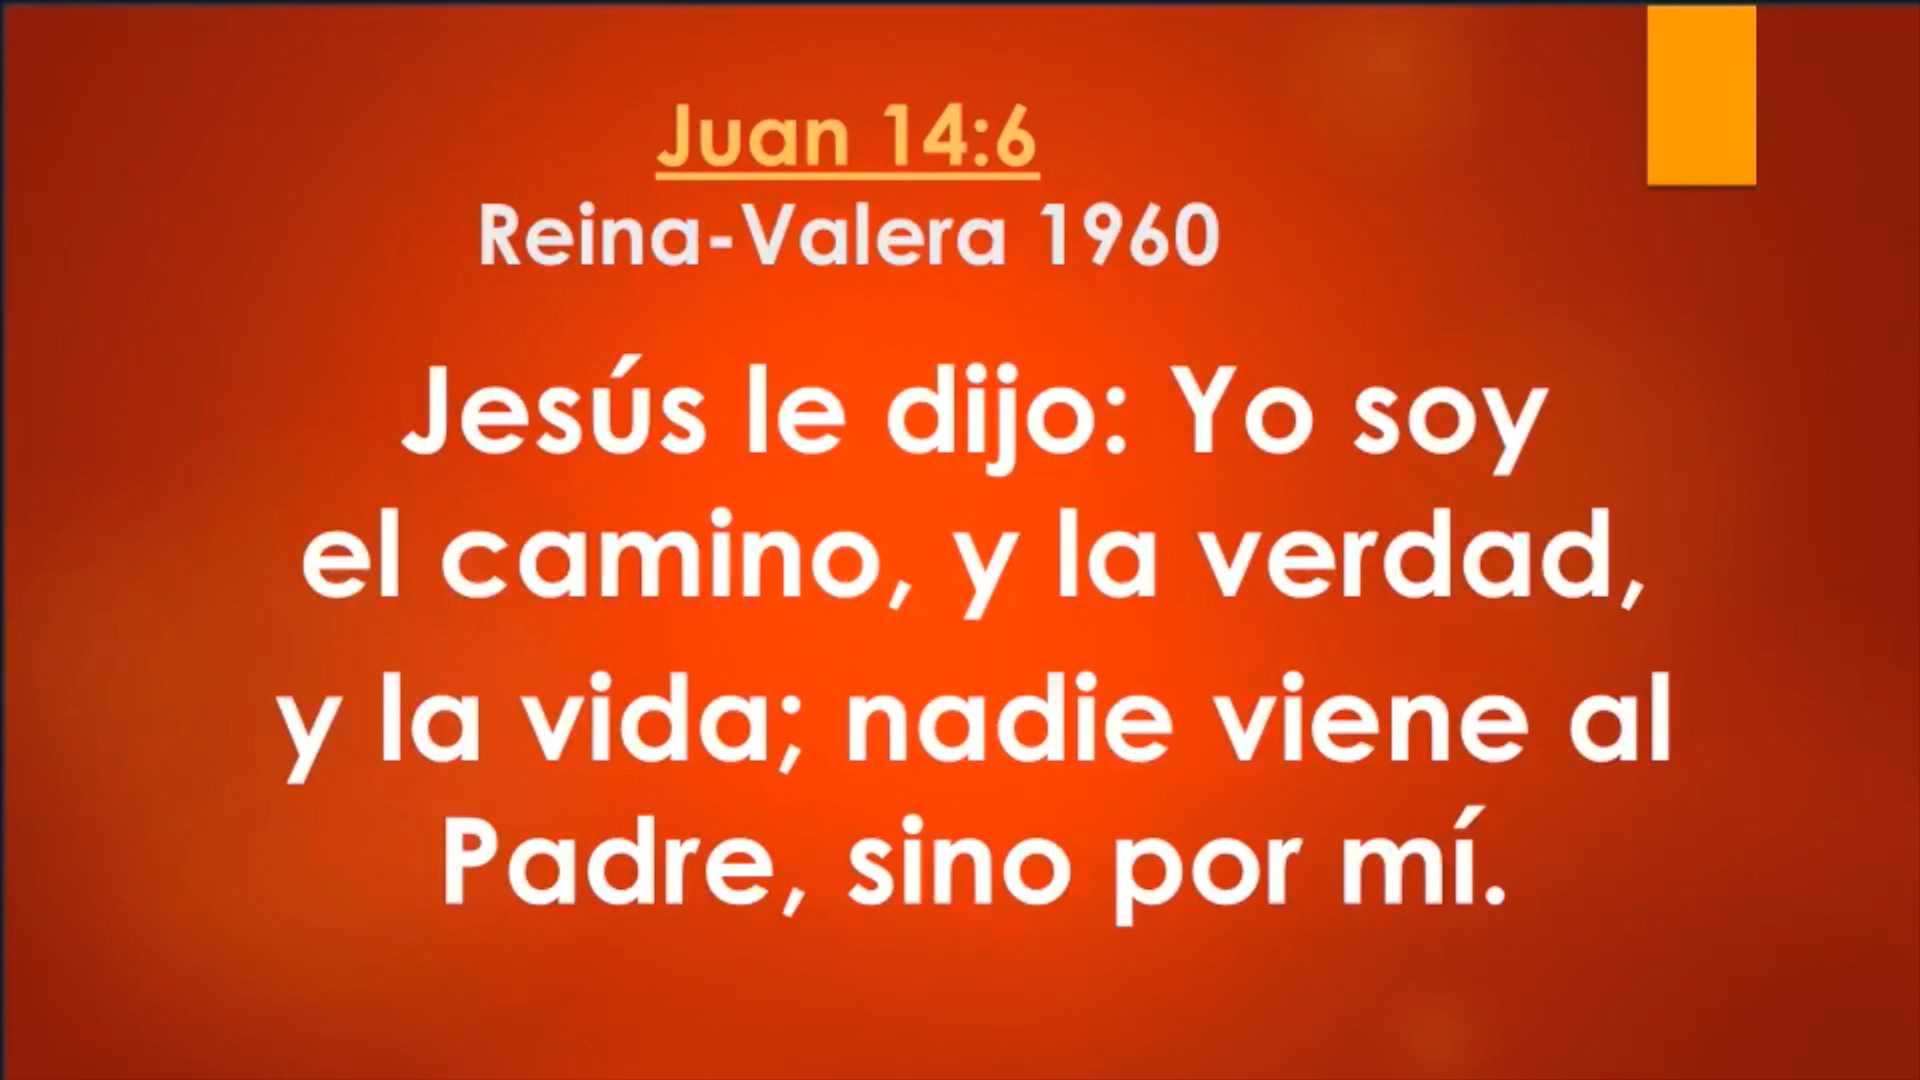 Juan 14:6
Reina-Valera 1960
Jesús le dijo: Yo soy
el camino, y la verdad,
y la vida; nadie viene al
Padre, sino por mí.